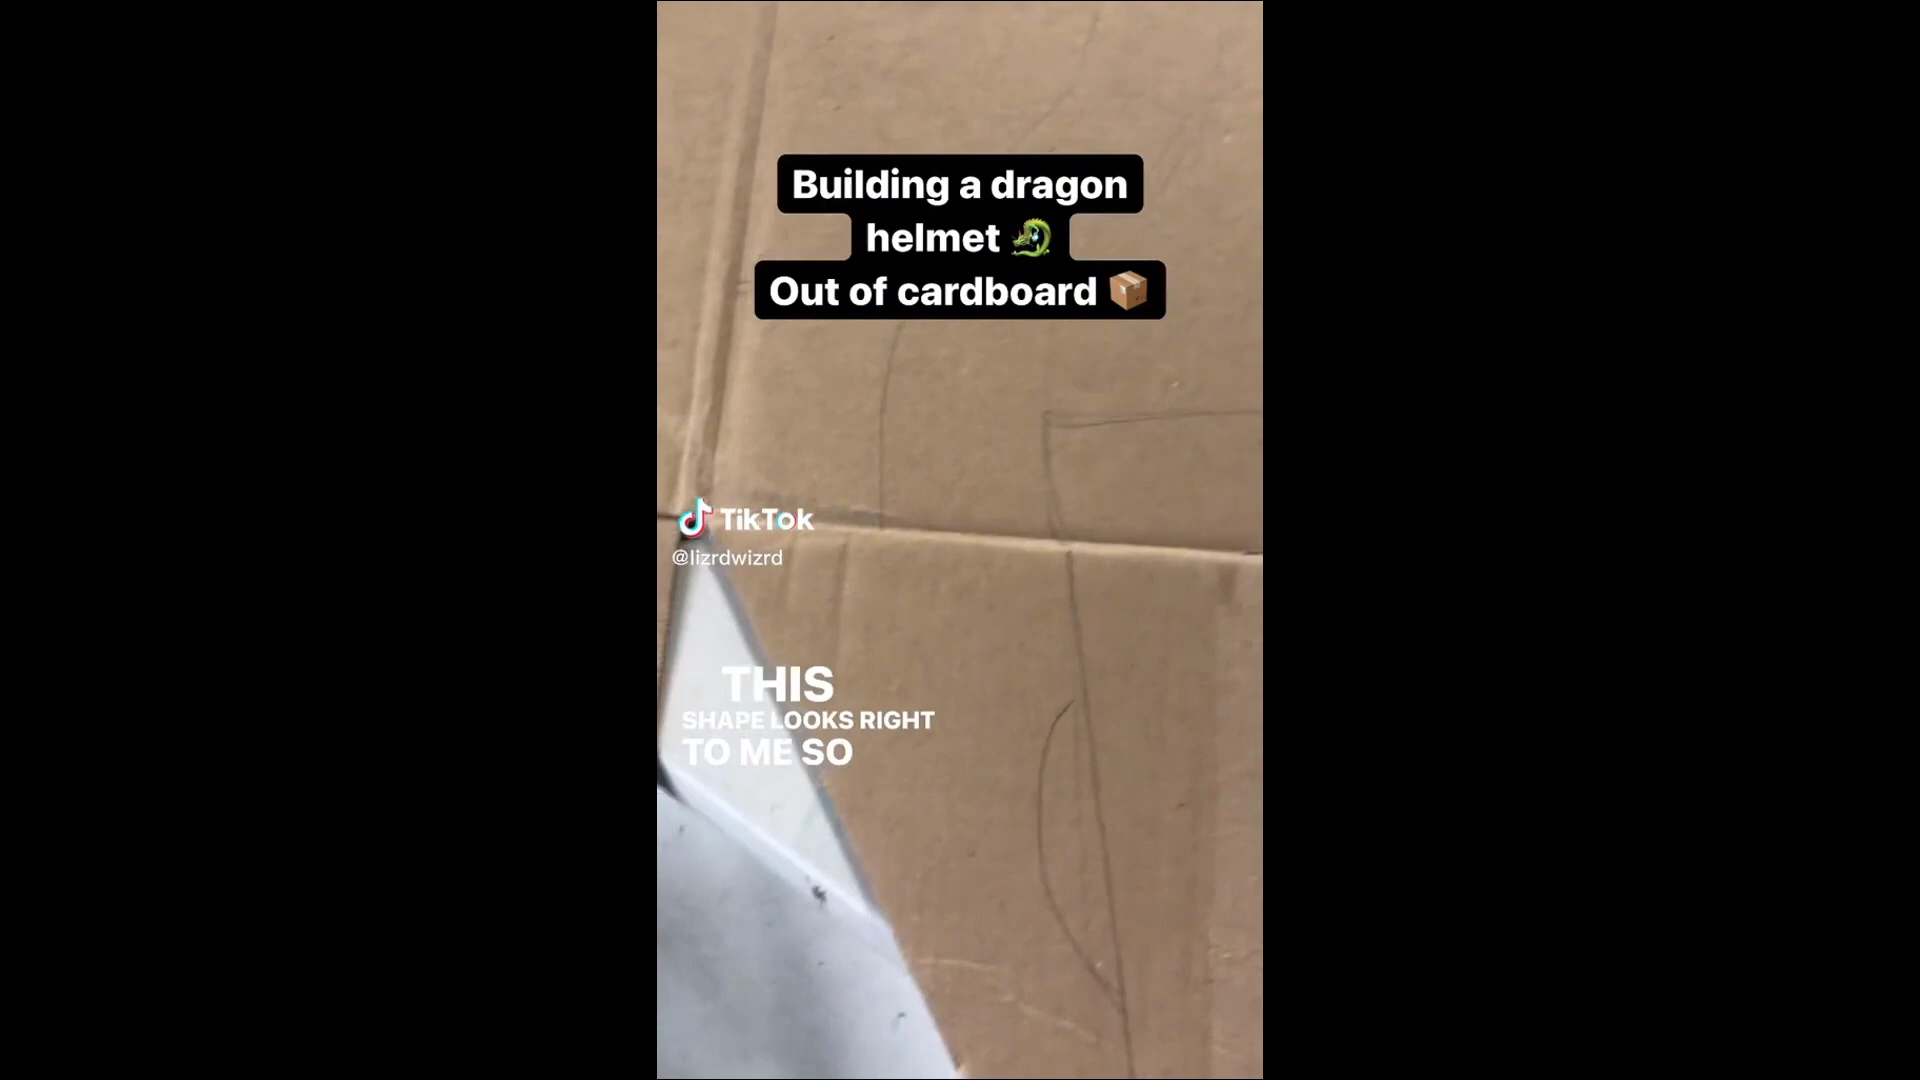 Building a dragon
helmet 🐉
Out of cardboard 📦
TikTok
@lizrdwizrd
THIS
SHAPE LOOKS RIGHT
TO ME SO